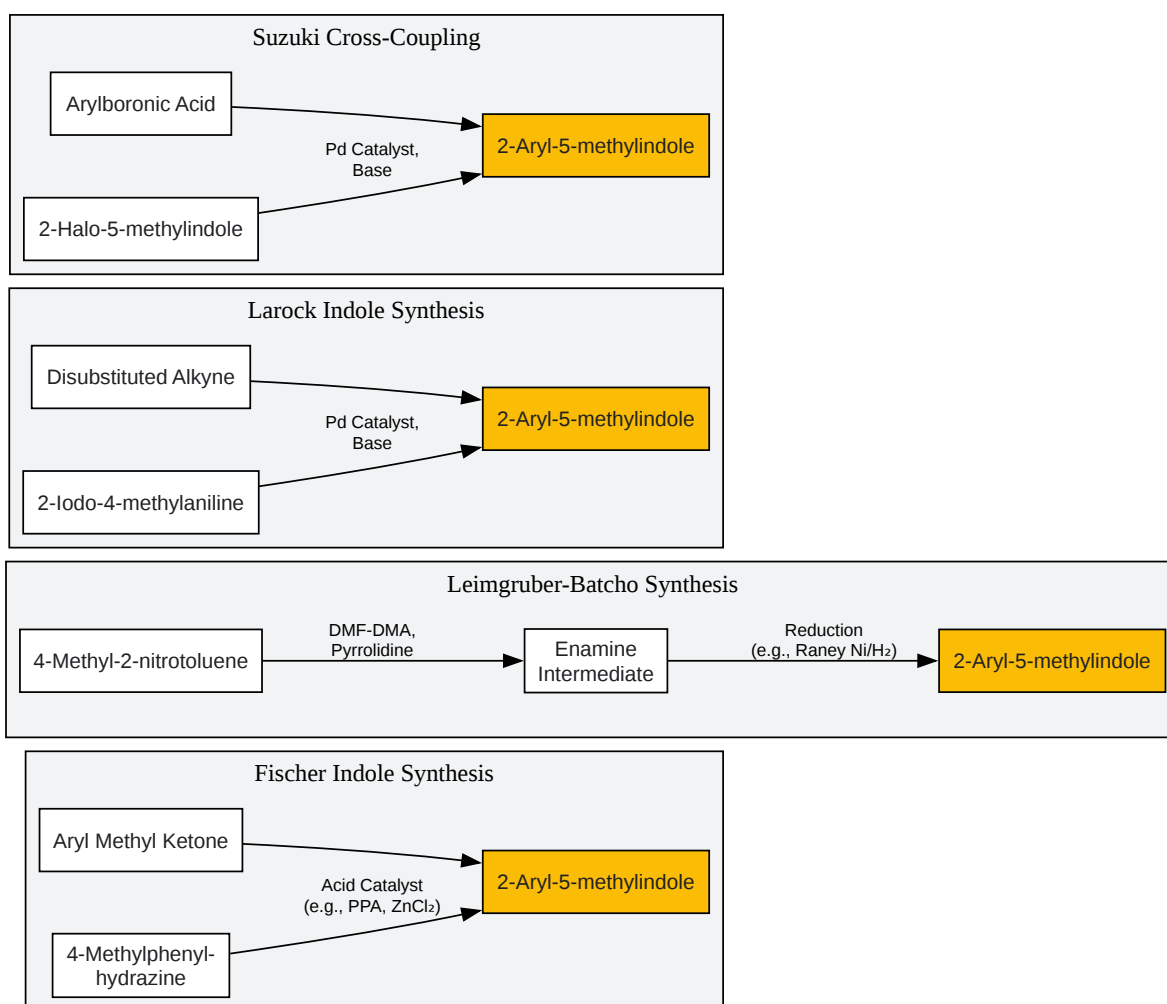 Suzuki Cross-Coupling
Arylboronic Acid
2-Aryl-5-methylindole
Pd Catalyst,
Base
2-Halo-5-methylindole
Larock Indole Synthesis
Disubstituted Alkyne
2-Aryl-5-methylindole
Pd Catalyst,
Base
2-Iodo-4-methylaniline
Leimgruber-Batcho Synthesis
4-Methyl-2-nitrotoluene
DMF-DMA,
Pyrrolidine
Enamine
Intermediate
Reduction
(e.g., Raney Ni/H₂)
2-Aryl-5-methylindole
Fischer Indole Synthesis
Aryl Methyl Ketone
2-Aryl-5-methylindole
Acid Catalyst
(e.g., PPA, ZnCl₂)
4-Methylphenyl-
hydrazine